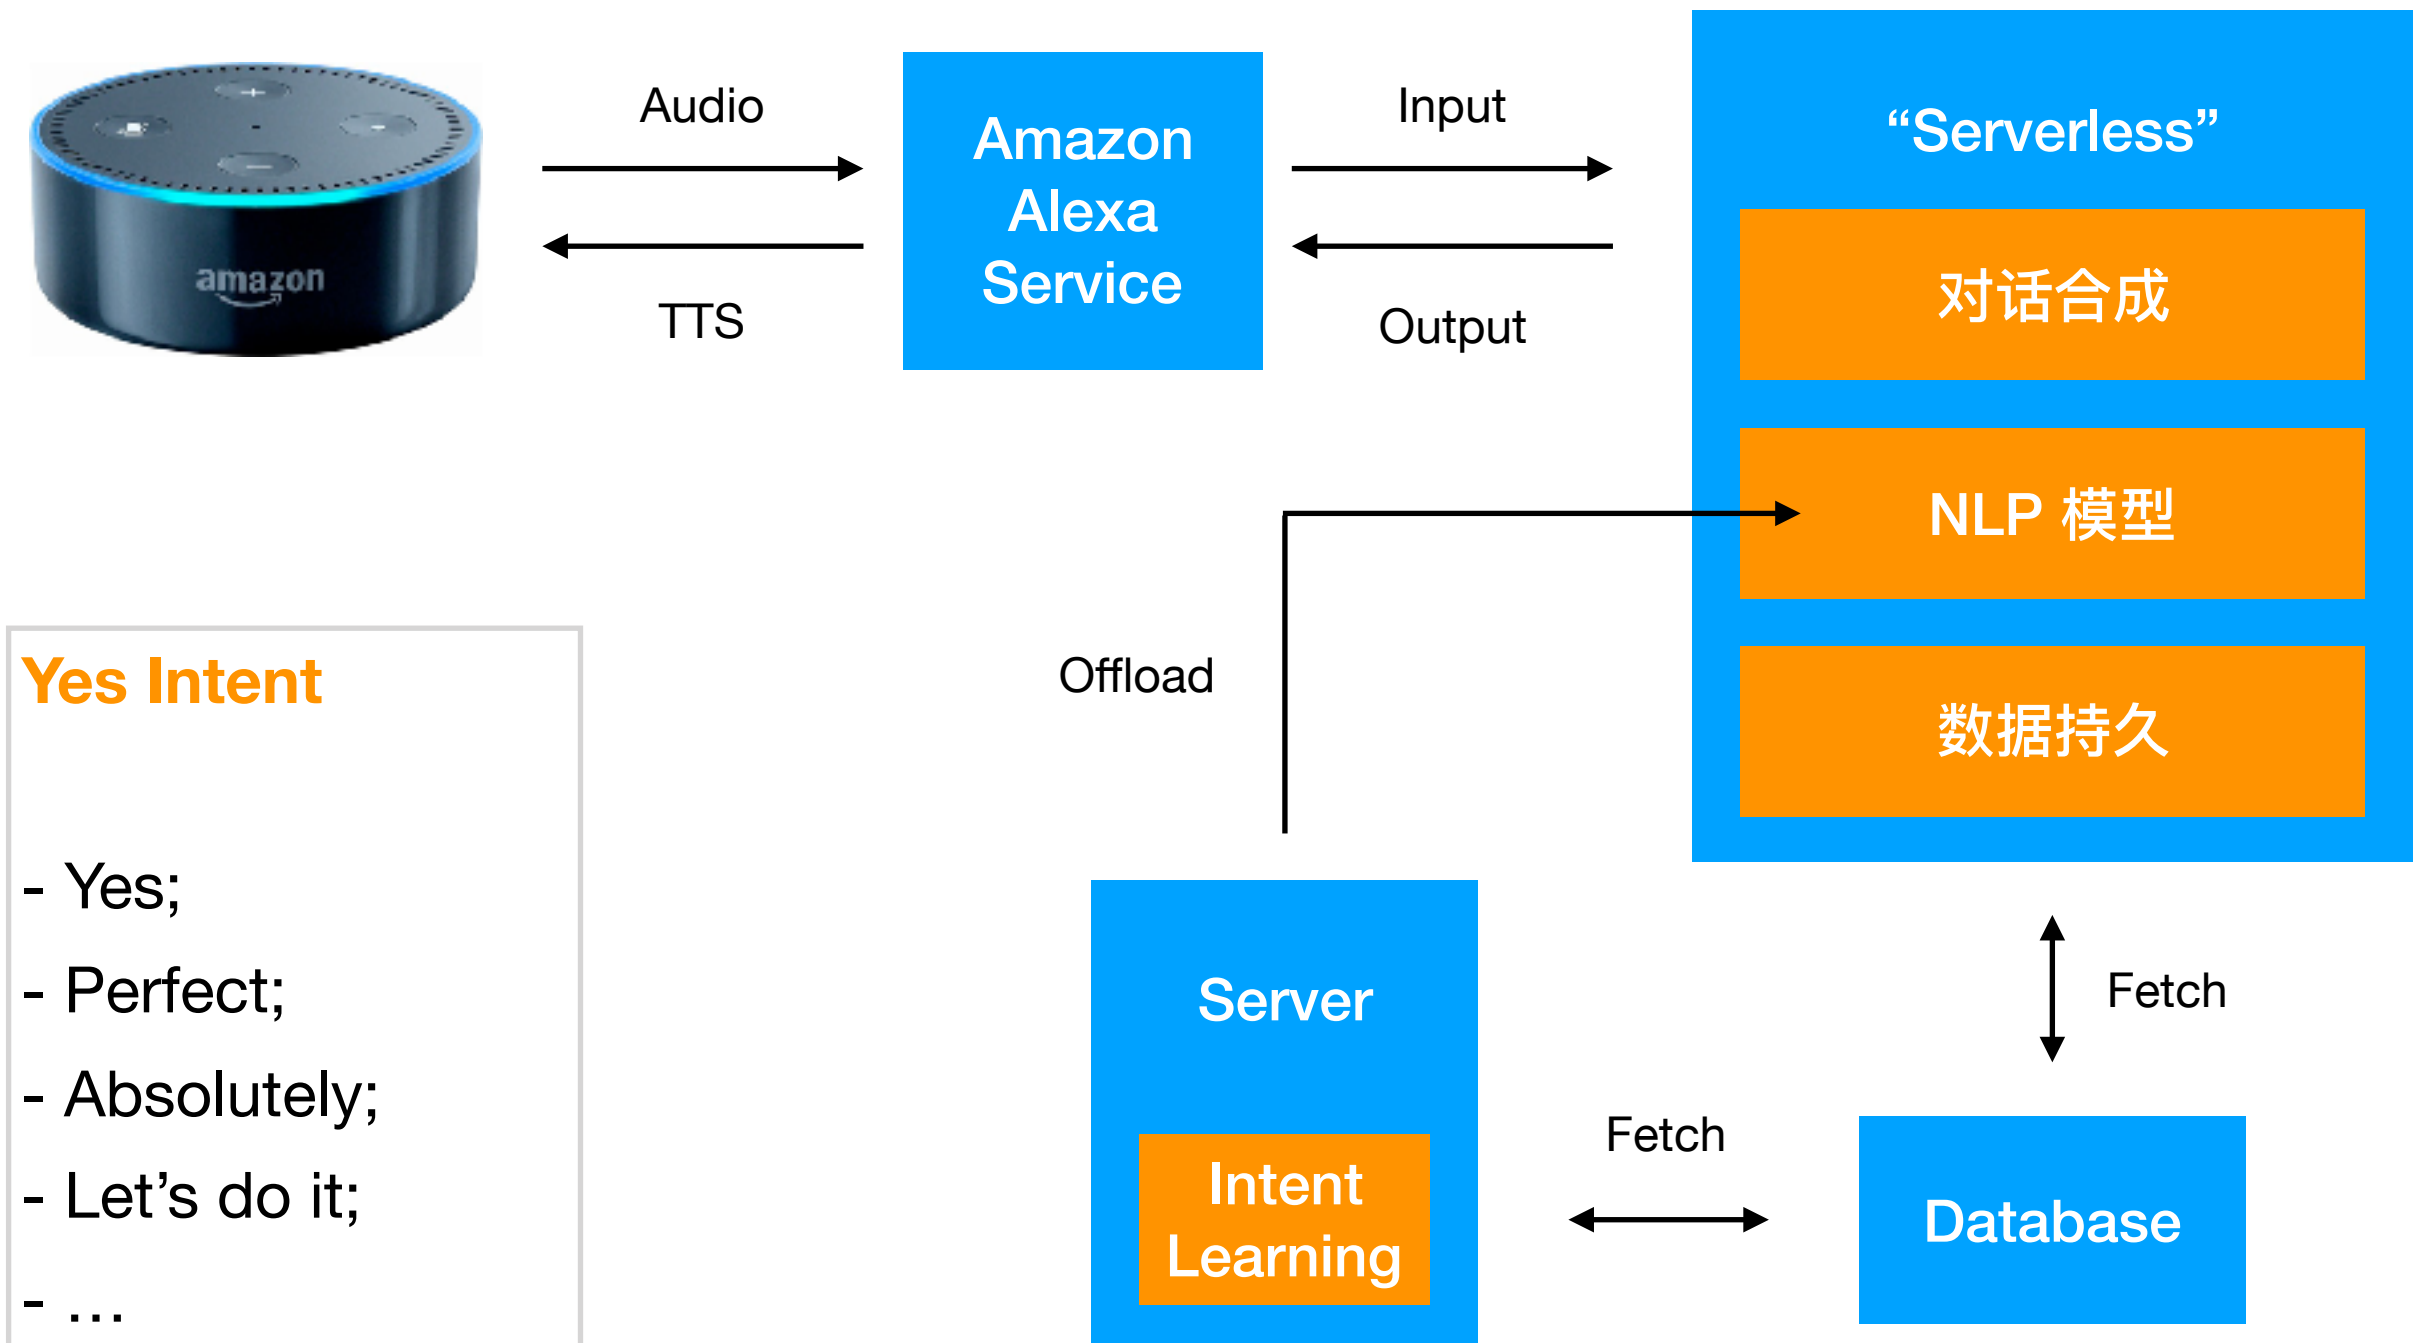 amazon
Audio
TTS
Amazon
Alexa
Service
Input
Output
“Serverless”
对话合成
NLP 模型
数据持久
Offload
Yes Intent
- Yes;
- Perfect;
- Absolutely;
- Let’s do it;
- …
Server
Intent
Learning
Fetch
Fetch
Database